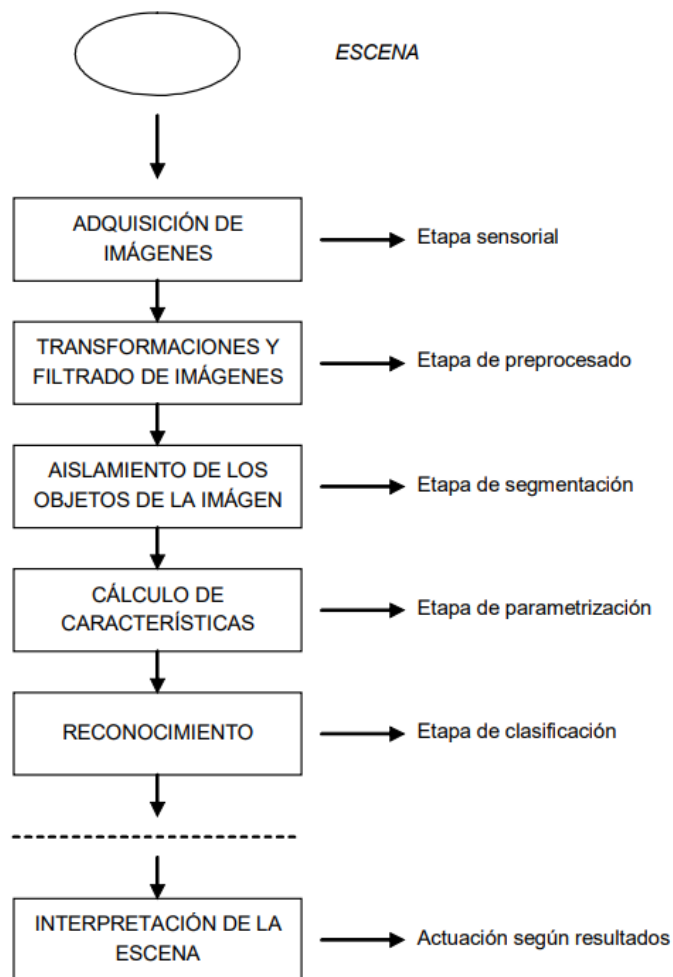 ESCENA
ADQUISICIÓN DE
IMÁGENES
Etapa sensorial
TRANSFORMACIONES Y
FILTRADO DE IMÁGENES
Etapa de preprocesado
AISLAMIENTO DE LOS
OBJETOS DE LA IMÁGEN
Etapa de segmentación
CÁLCULO DE
CARACTERÍSTICAS
Etapa de parametrización
RECONOCIMIENTO
Etapa de clasificación
INTERPRETACIÓN DE LA
ESCENA
Actuación según resultados